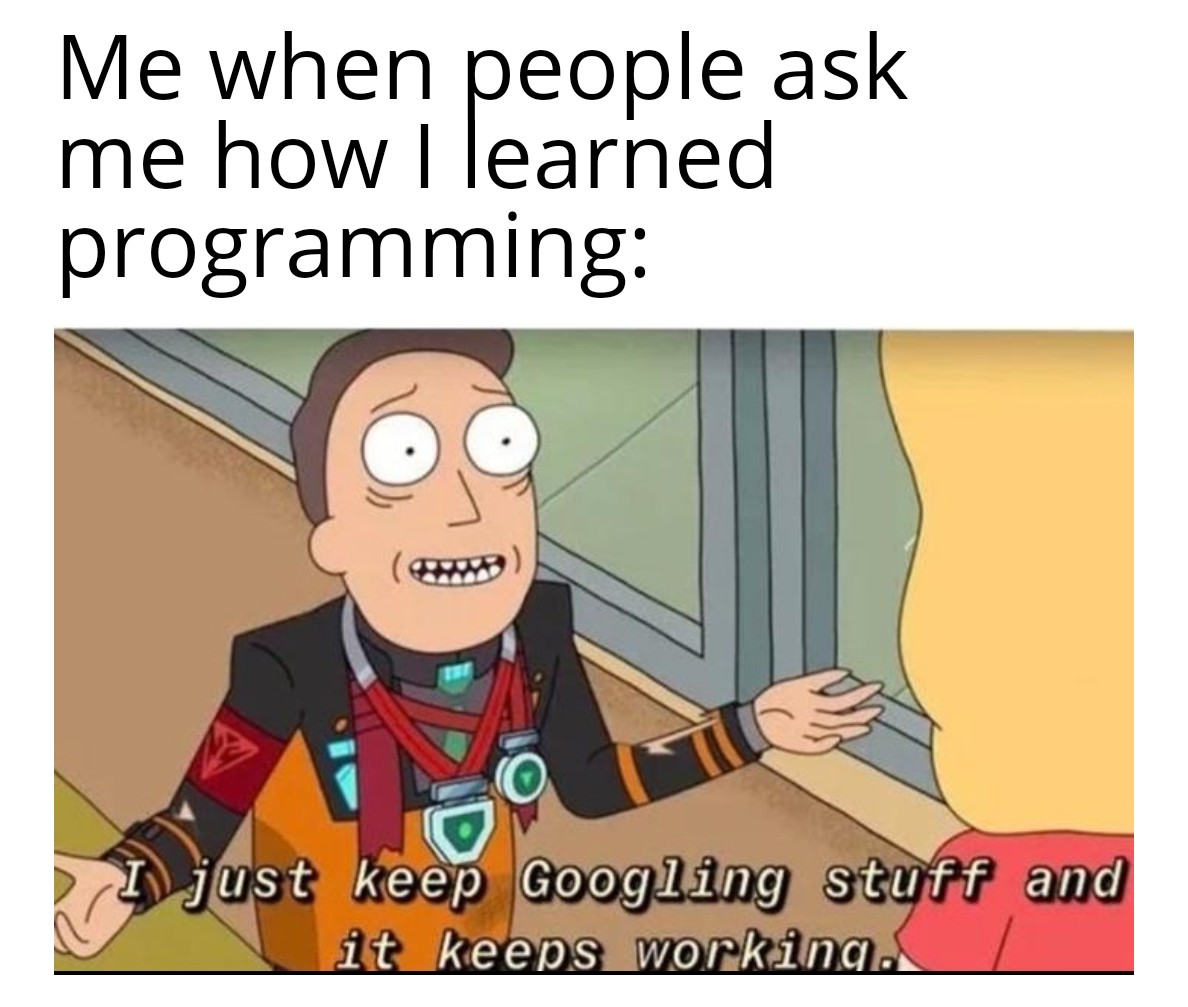 Me when people ask
me how I learned
programming:
I just keep Googling stuff and
it keeps working.